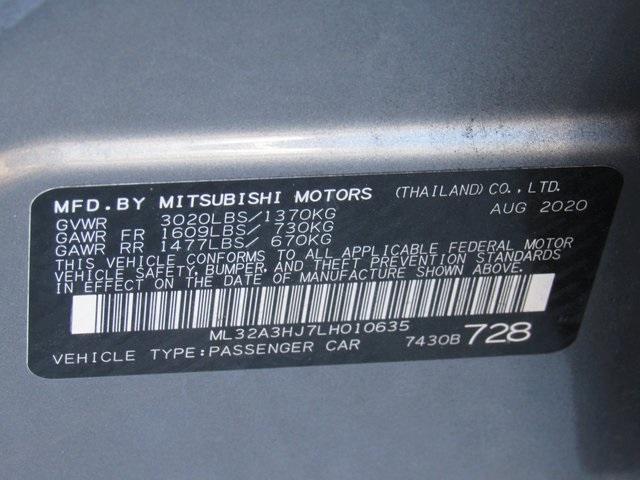 MFD.BY MITSUBISHI MOTORS (THAILAND) CO., LTD.
GVWR 3020LBS/1370KG AUG 2020
GAWR FR 1609LBS/ 730KG
GAWR RR 1477LBS/ 670KG
THIS VEHICLE CONFORMS TO ALL APPLICABLE FEDERAL MOTOR
VEHICLE SAFETY, BUMPER, AND THEFT PREVENTION STANDARDS
IN EFFECT ON THE DATE OF MANUFACTURE SHOWN ABOVE.
ML32A3HJ7LH010635
VEHICLE TYPE:PASSENGER CAR 7430B 728